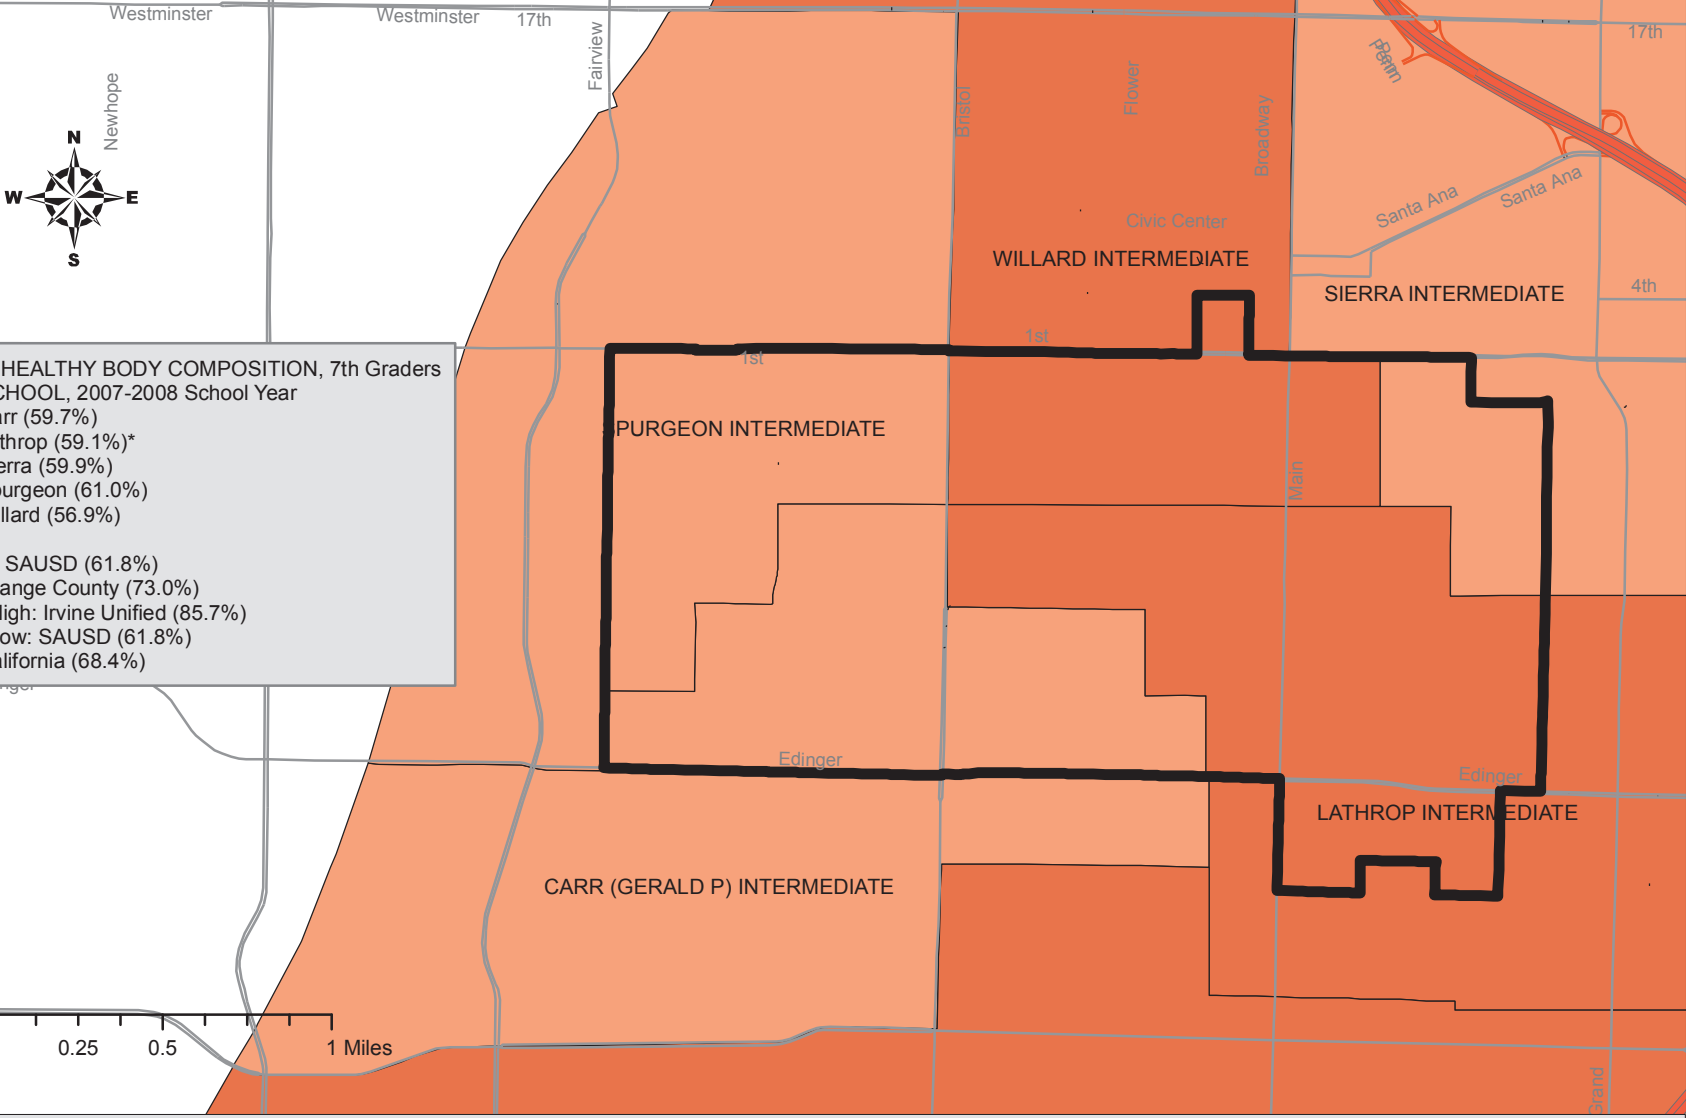 Westminster
Westminster
17th
Fairview
17th
Penn
Newhope
Bristol
Flower
Broadway
N
W
E
S
Santa Ana
Santa Ana
Civic Center
WILLARD INTERMEDIATE
SIERRA INTERMEDIATE
4th
1st
1st
HEALTHY BODY COMPOSITION, 7th Graders
CHOOL, 2007-2008 School Year
arr (59.7%)
throp (59.1%)*
erra (59.9%)
purgeon (61.0%)
llard (56.9%)
SAUSD (61.8%)
ange County (73.0%)
High: Irvine Unified (85.7%)
ow: SAUSD (61.8%)
alifornia (68.4%)
SPURGEON INTERMEDIATE
Main
Edinger
Edinger
LATHROP INTERMEDIATE
CARR (GERALD P) INTERMEDIATE
0.25
0.5
1 Miles
Grand